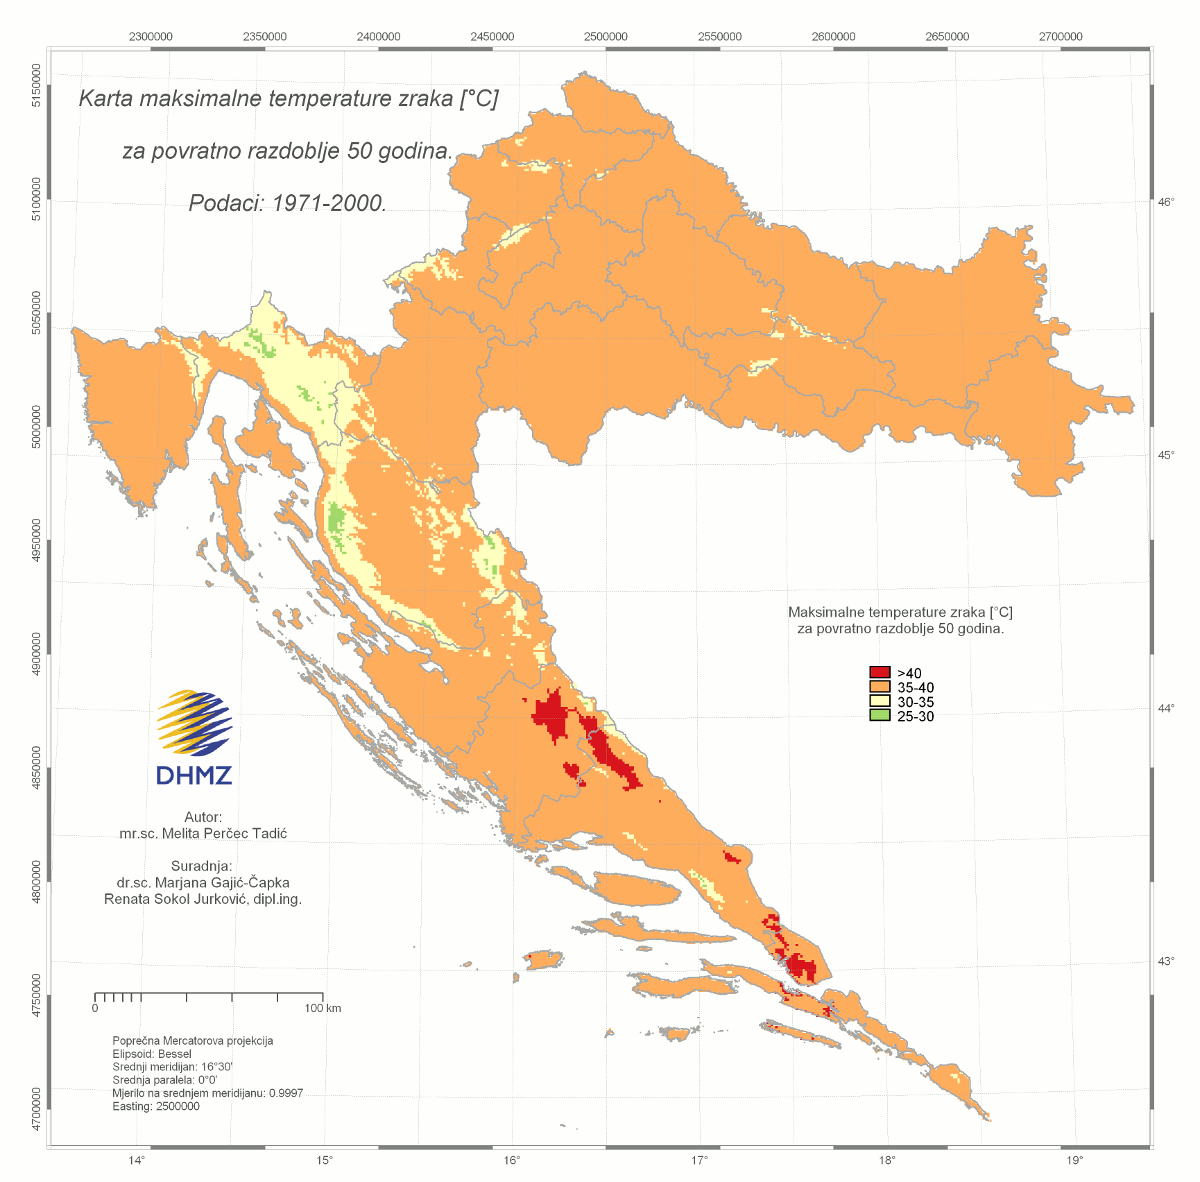 2300000 2350000 2400000 2450000 2500000 2550000 2600000 2650000 2700000
Karta maksimalne temperature zraka [°C]
za povratno razdoblje 50 godina.
Podaci: 1971-2000.
5150000
5100000
5050000
5000000
4950000
4900000
4850000
4800000
4750000
4700000
46°
45°
44°
43°
Maksimalne temperature zraka [°C]
za povratno razdoblje 50 godina.
>40
35-40
30-35
25-30
DHMZ
Autor:
mr.sc. Melita Perčec Tadić
Suradnja:
dr.sc. Marjana Gajić-Čapka
Renata Sokol Jurković, dipl.ing.
0 100 km
Poprečna Mercatorova projekcija
Elipsoid: Bessel
Srednji meridijan: 16°30'
Srednja paralela: 0°0'
Mjerilo na srednjem meridijanu: 0.9997
Easting: 2500000
14° 15° 16° 17° 18° 19°